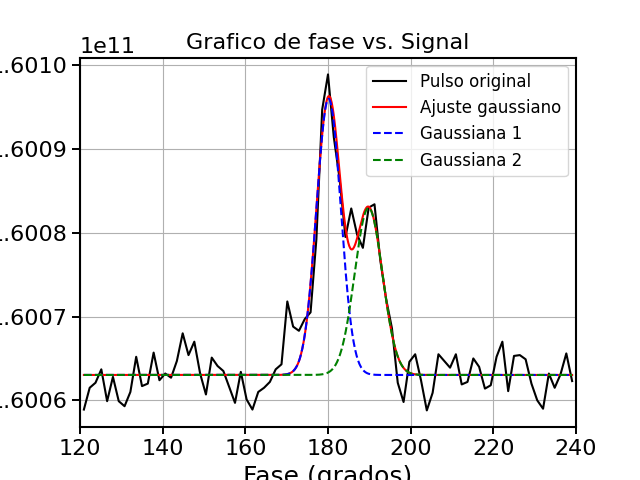 1e11
Grafico de fase vs. Signal
.6010
.6009
.6008
.6007
.6006
Pulso original
Ajuste gaussiano
Gaussiana 1
Gaussiana 2
120 140 160 180 200 220 240
Fase (grados)